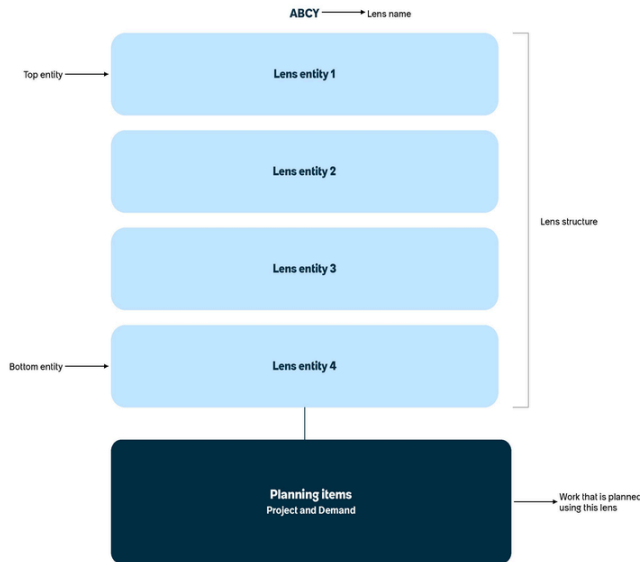 ABCY
Lens name
Top entity
Lens entity 1
Lens entity 2
Lens entity 3
Lens structure
Bottom entity
Lens entity 4
Planning items
Project and Demand
Work that is planned
using this lens